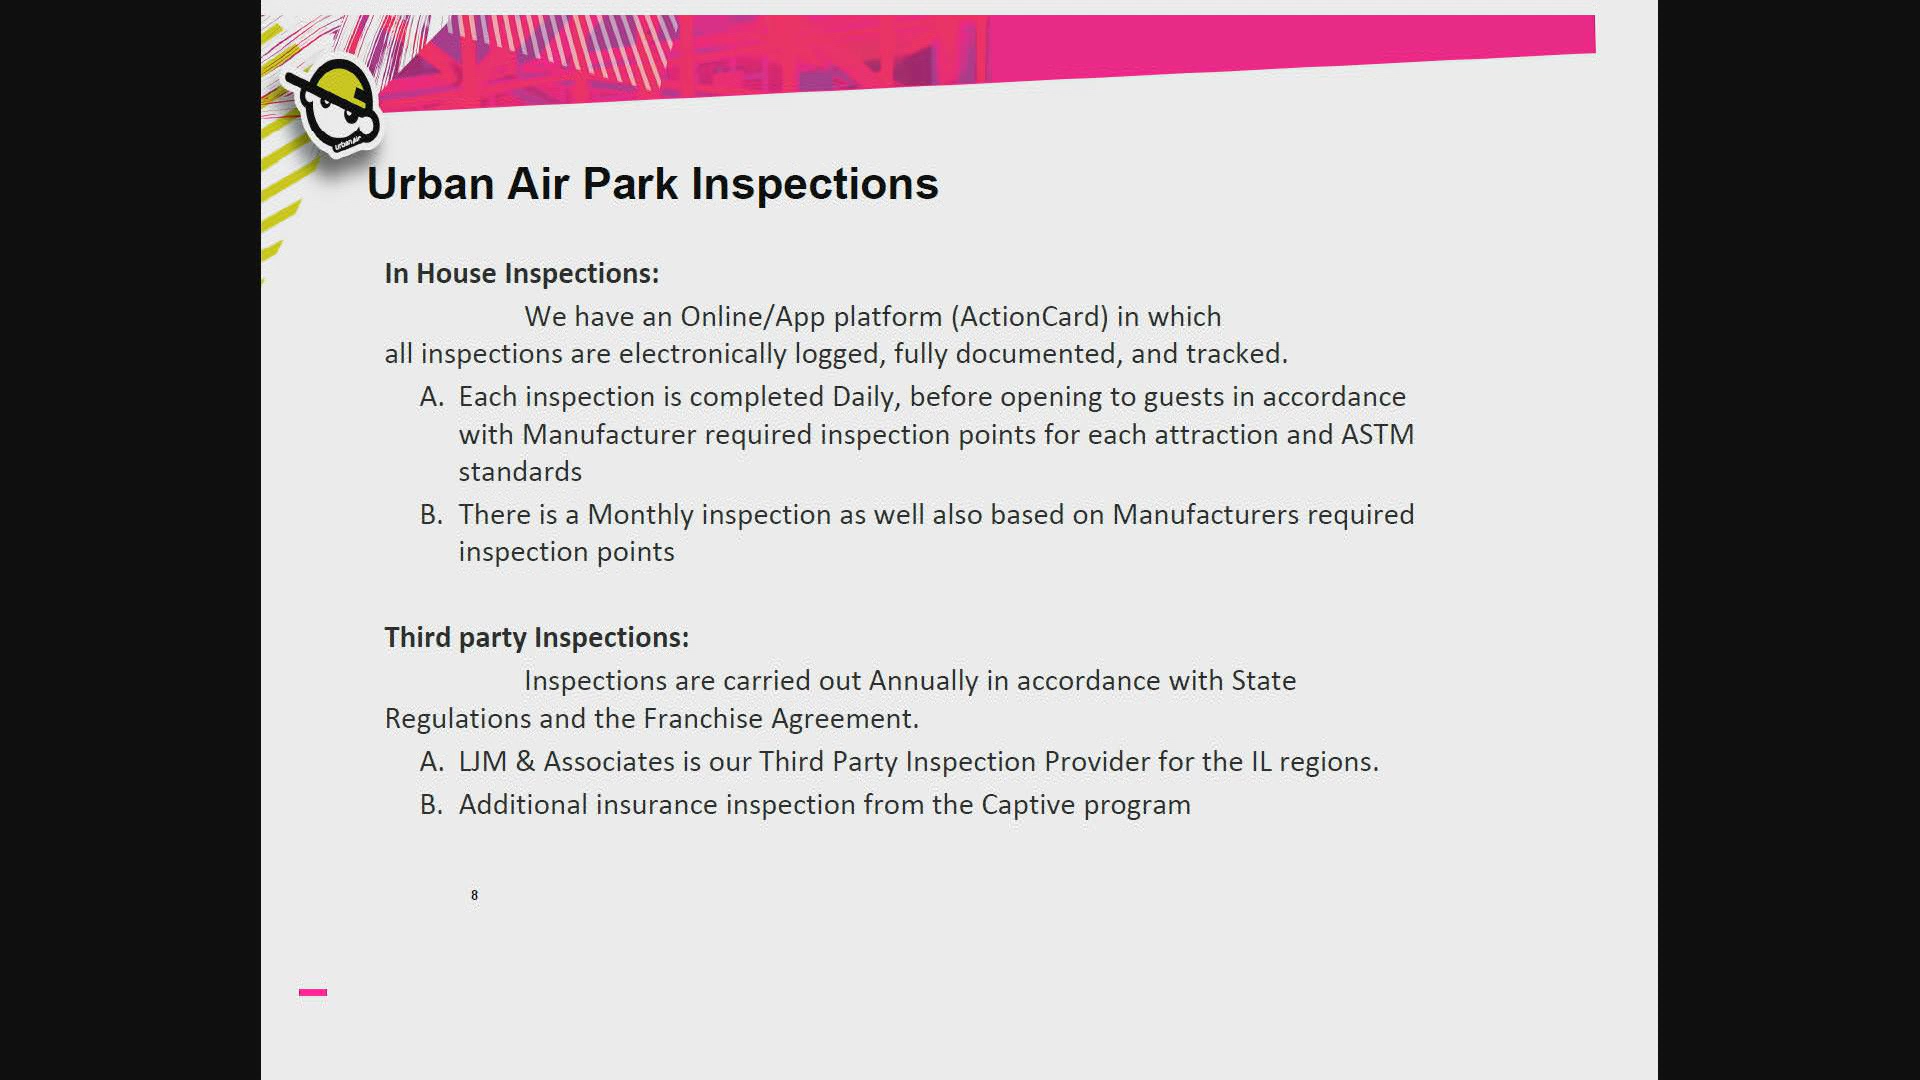 urbanair
Urban Air Park Inspections
In House Inspections:
We have an Online/App platform (ActionCard) in which
all inspections are electronically logged, fully documented, and tracked.
A. Each inspection is completed Daily, before opening to guests in accordance
with Manufacturer required inspection points for each attraction and ASTM
standards
B. There is a Monthly inspection as well also based on Manufacturers required
inspection points
Third party Inspections:
Inspections are carried out Annually in accordance with State
Regulations and the Franchise Agreement.
A. LJM & Associates is our Third Party Inspection Provider for the IL regions.
B. Additional insurance inspection from the Captive program
8